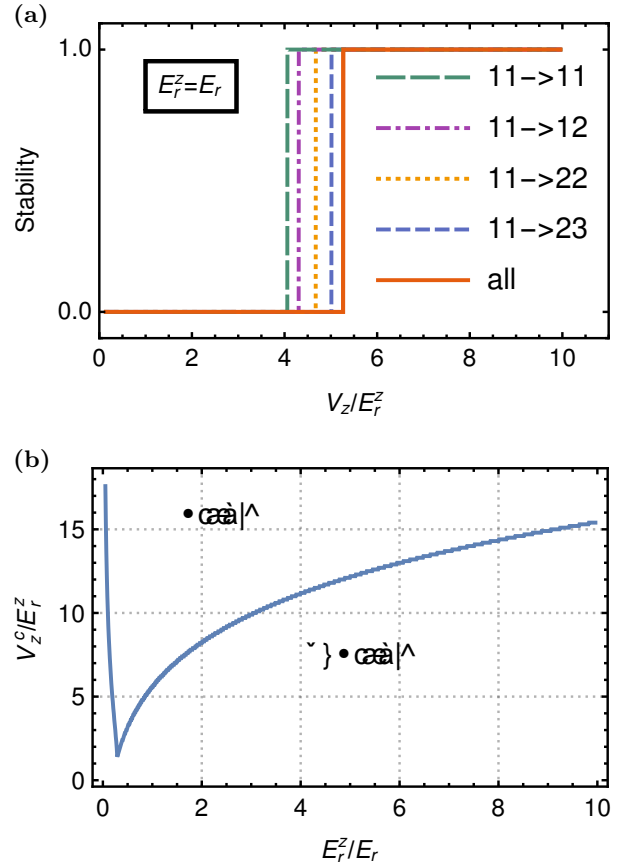 (a)
1.0
0.0
Stability
E_r^z=E_r
11->11
11->12
11->22
11->23
all
0 2 4 6 8 10
V_z/E_r^z
(b)
15
10
5
0
V_z^c/E_r^z
0 2 4 6 8 10
E_r^z/E_r